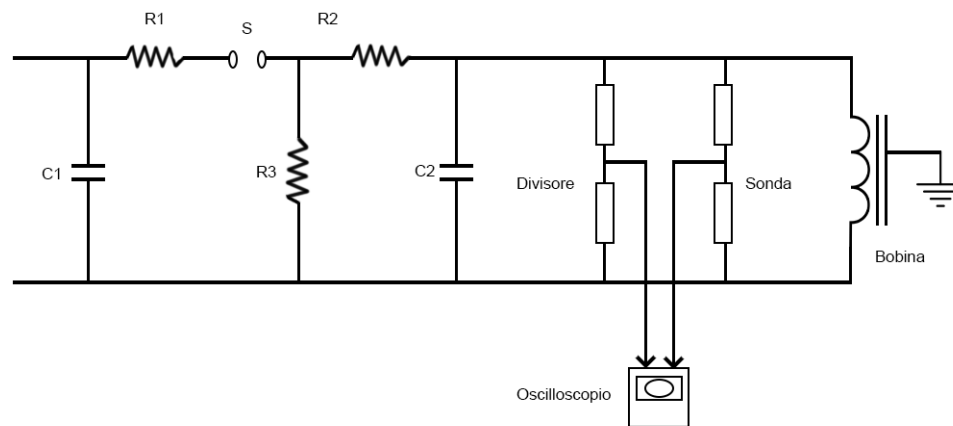 R1
S
R2
C1
R3
C2
Divisore
Sonda
Bobina
Oscilloscopio